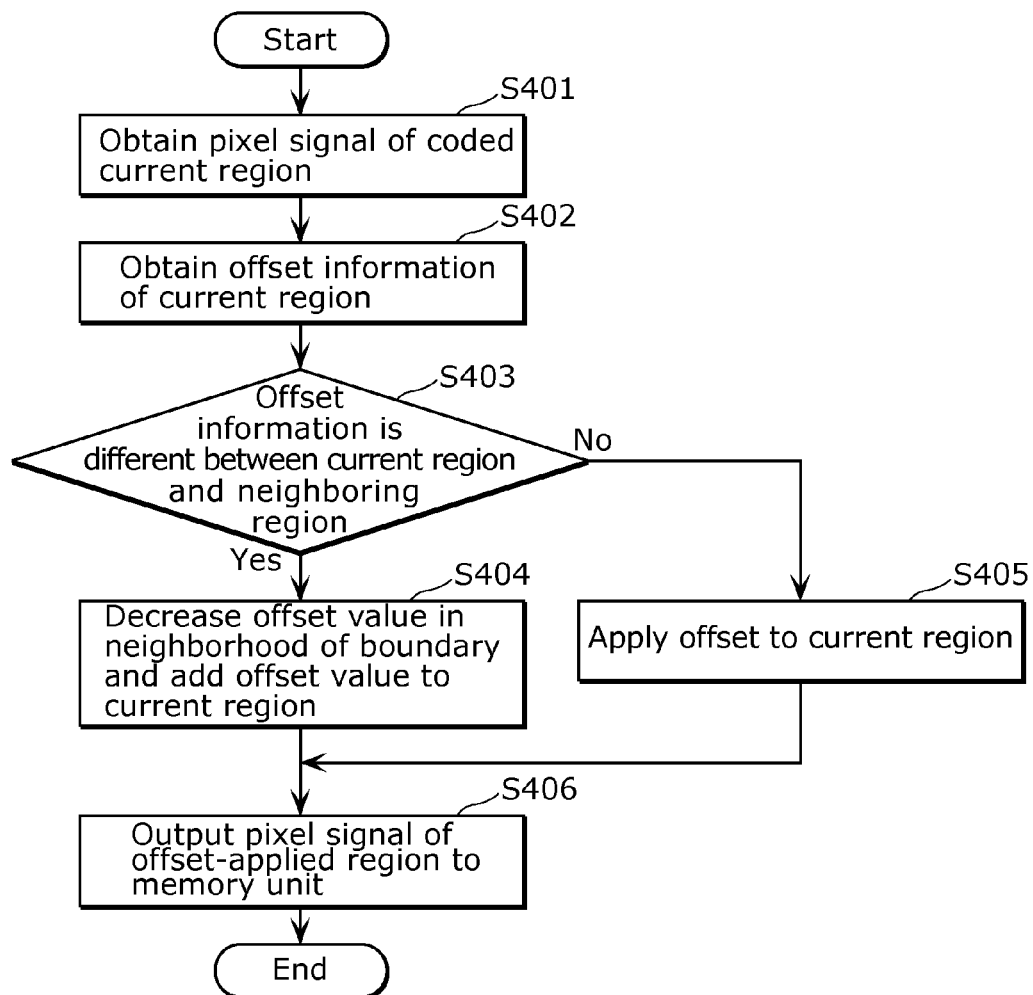 Start
S401
Obtain pixel signal of coded
current region
S402
Obtain offset information
of current region
S403
Offset
information is
different between current region
and neighboring
region
No
Yes
S404
Decrease offset value in
neighborhood of boundary
and add offset value to
current region
S405
Apply offset to current region
S406
Output pixel signal of
offset-applied region to
memory unit
End